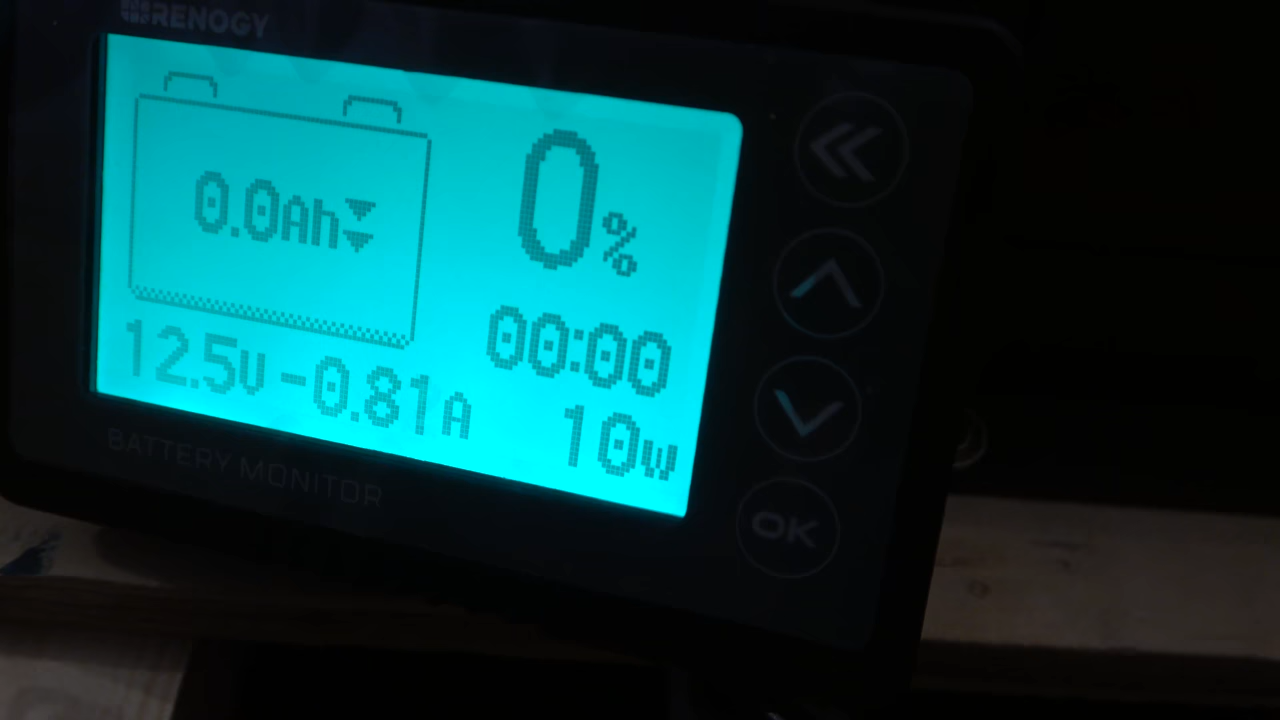 RENOGY
0.0Ah
0%
00:00
12.5V -0.81A 10W
BATTERY MONITOR
OK